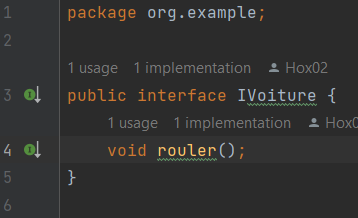 1 package org.example;
2
1 usage 1 implementation Hox02
3 public interface IVoiture {
1 usage 1 implementation
4 void rouler();
5 }
6